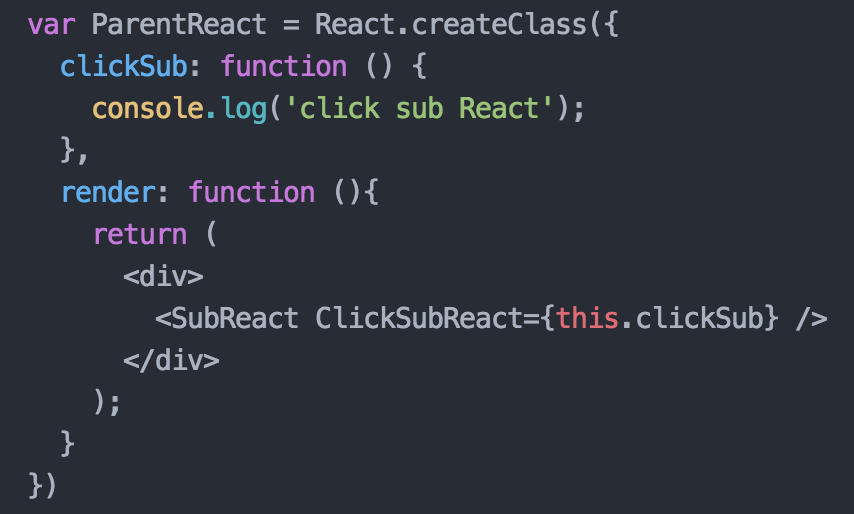 var ParentReact = React.createClass({
  clickSub: function () {
    console.log('click sub React');
  },
  render: function (){
    return (
      <div>
        <SubReact ClickSubReact={this.clickSub} />
      </div>
    );
  }
})